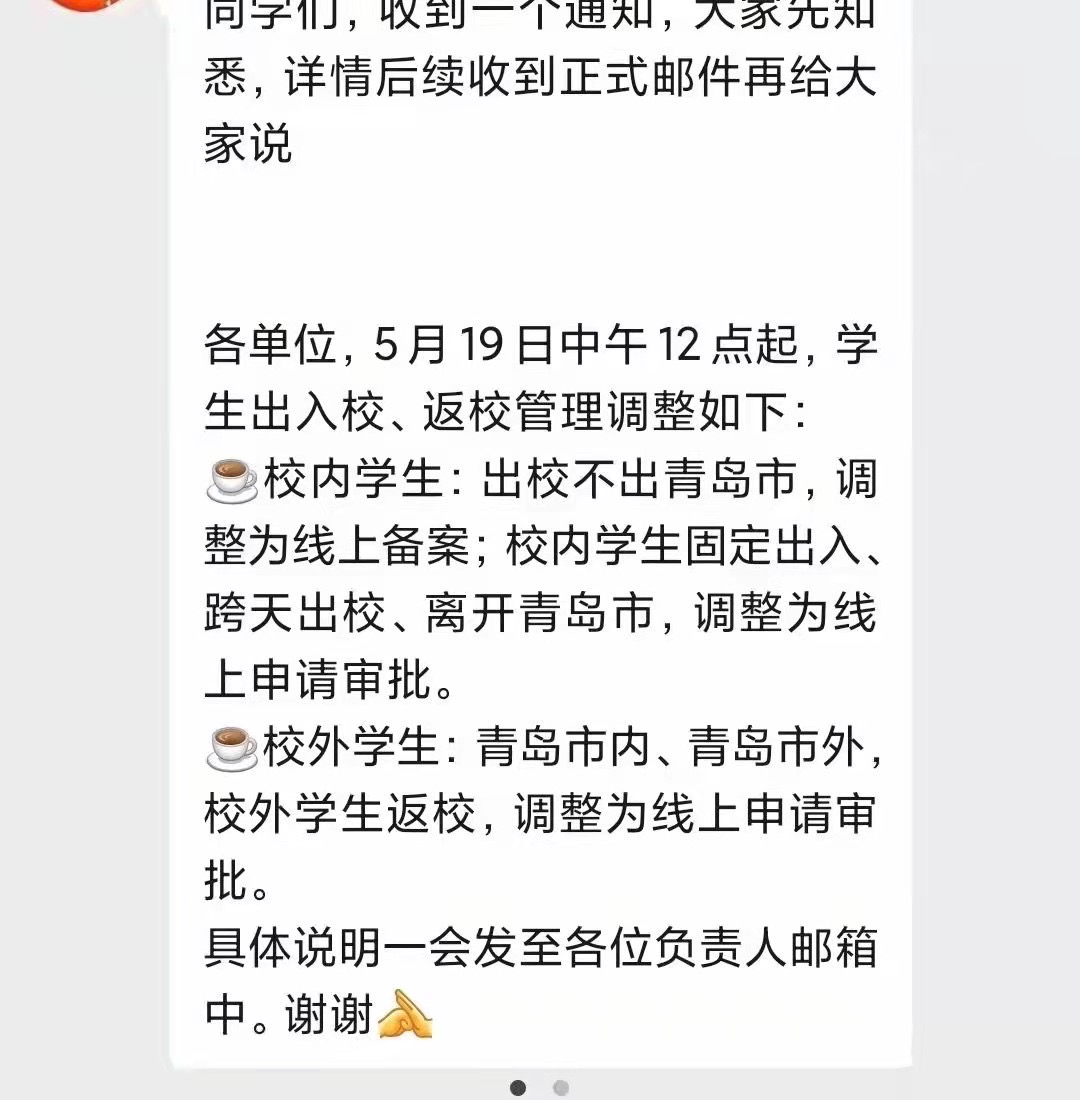 同学们，收到一个通知，大家先知
悉，详情后续收到正式邮件再给大
家说
各单位，5月19日中午12点起，学
生出入校、返校管理调整如下：
☕校内学生：出校不出青岛市，调
整为线上备案；校内学生固定出入、
跨天出校、离开青岛市，调整为线
上申请审批。
☕校外学生：青岛市内、青岛市外，
校外学生返校，调整为线上申请审
批。
具体说明一会发至各位负责人邮箱
中。谢谢